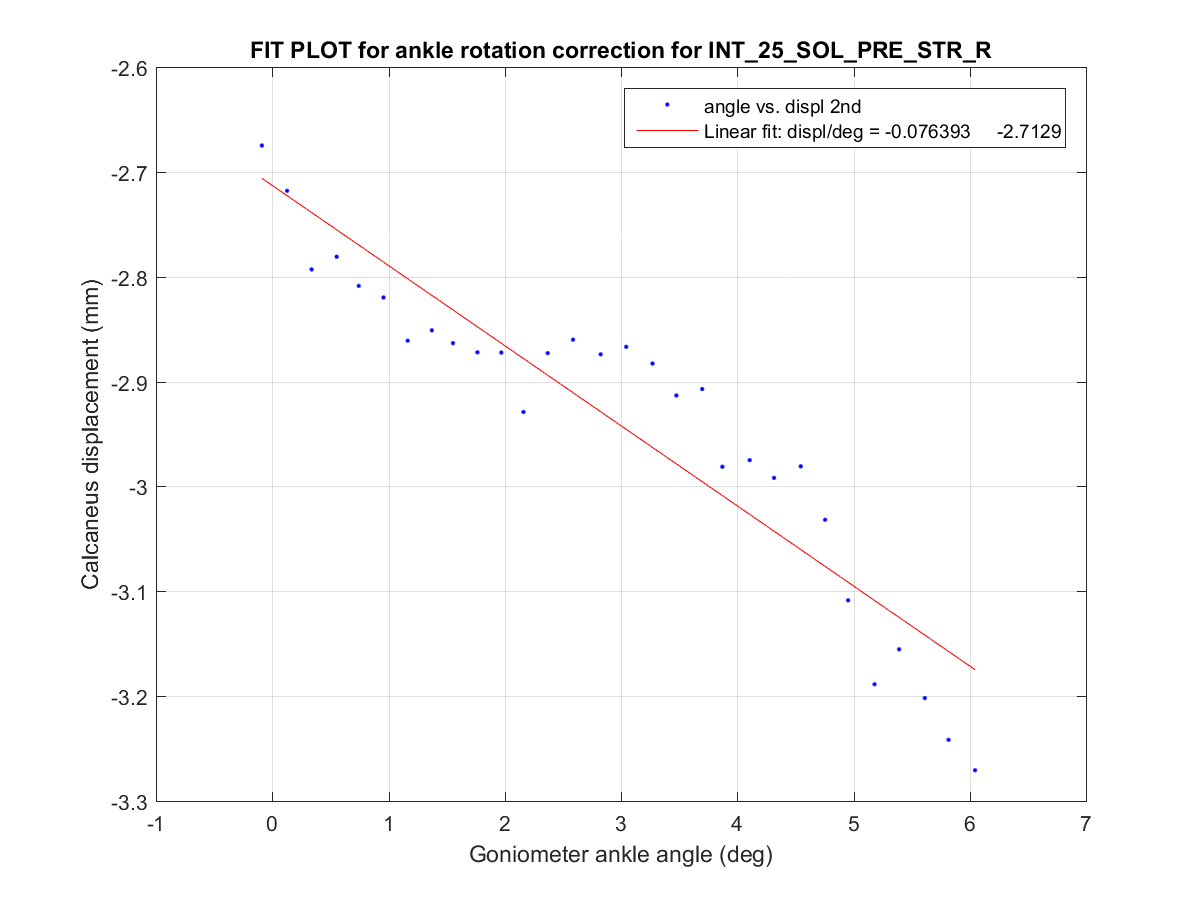 FIT PLOT for ankle rotation correction for INT_25_SOL_PRE_STR_R
angle vs. displ 2nd
Linear fit: displ/deg = -0.076393 -2.7129
-2.6
-2.7
-2.8
-2.9
-3
-3.1
-3.2
-3.3
Calcaneus displacement (mm)
-1 0 1 2 3 4 5 6 7
Goniometer ankle angle (deg)